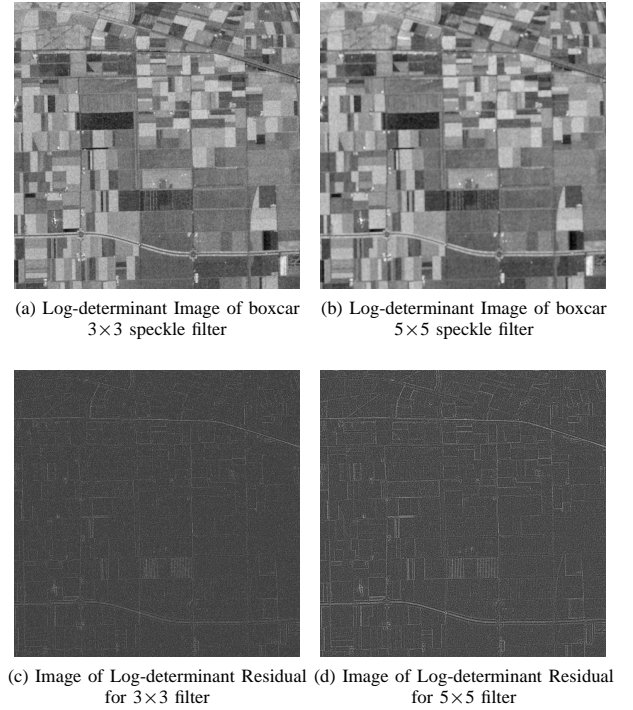 (a) Log-determinant Image of boxcar
3×3 speckle filter
(b) Log-determinant Image of boxcar
5×5 speckle filter
(c) Image of Log-determinant Residual
for 3×3 filter
(d) Image of Log-determinant Residual
for 5×5 filter